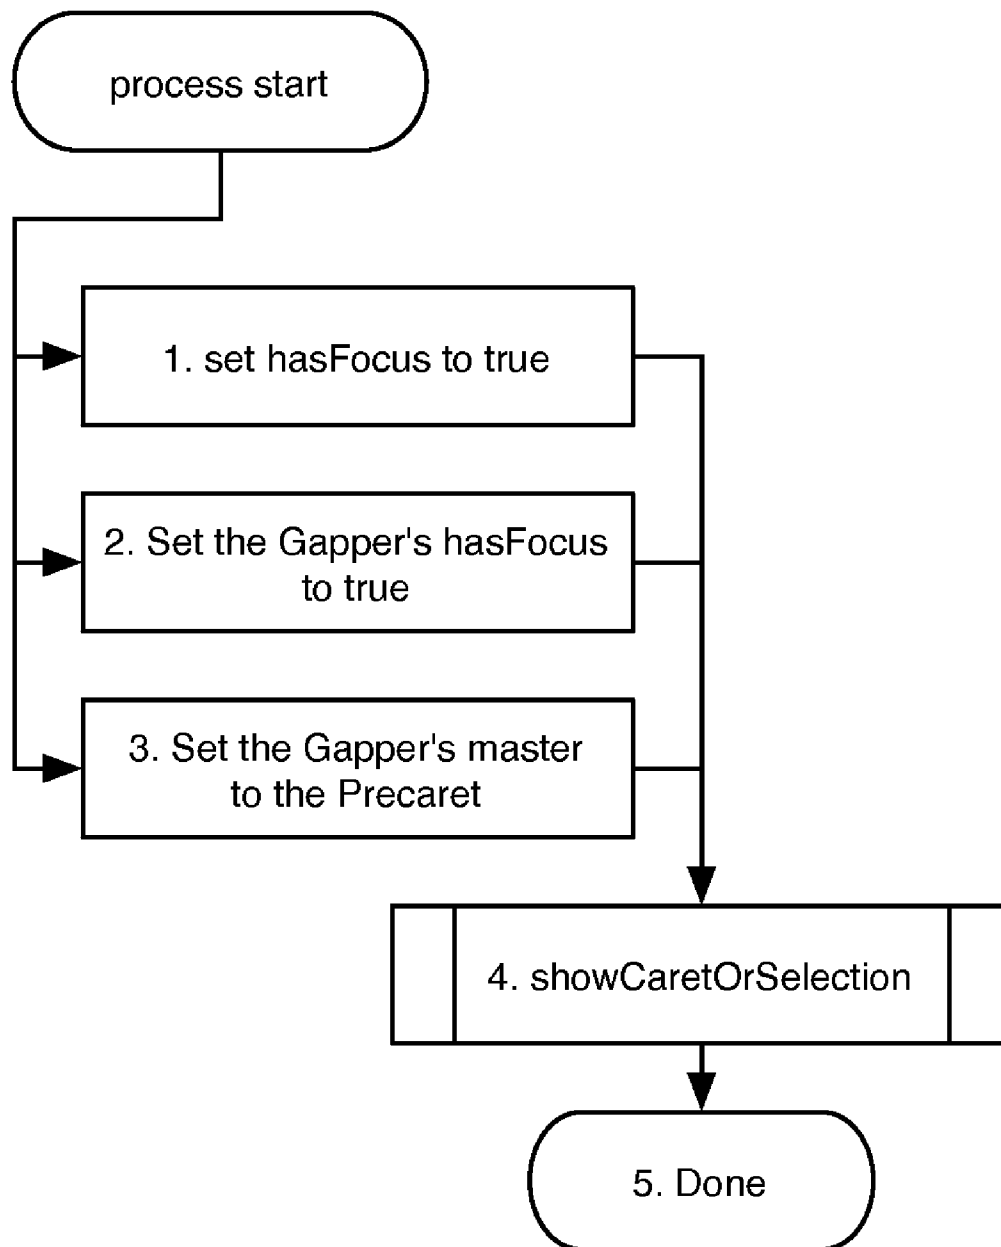 process start
1. set hasFocus to true
2. Set the Gapper's hasFocus
to true
3. Set the Gapper's master
to the Precaret
4. showCaretOrSelection
5. Done